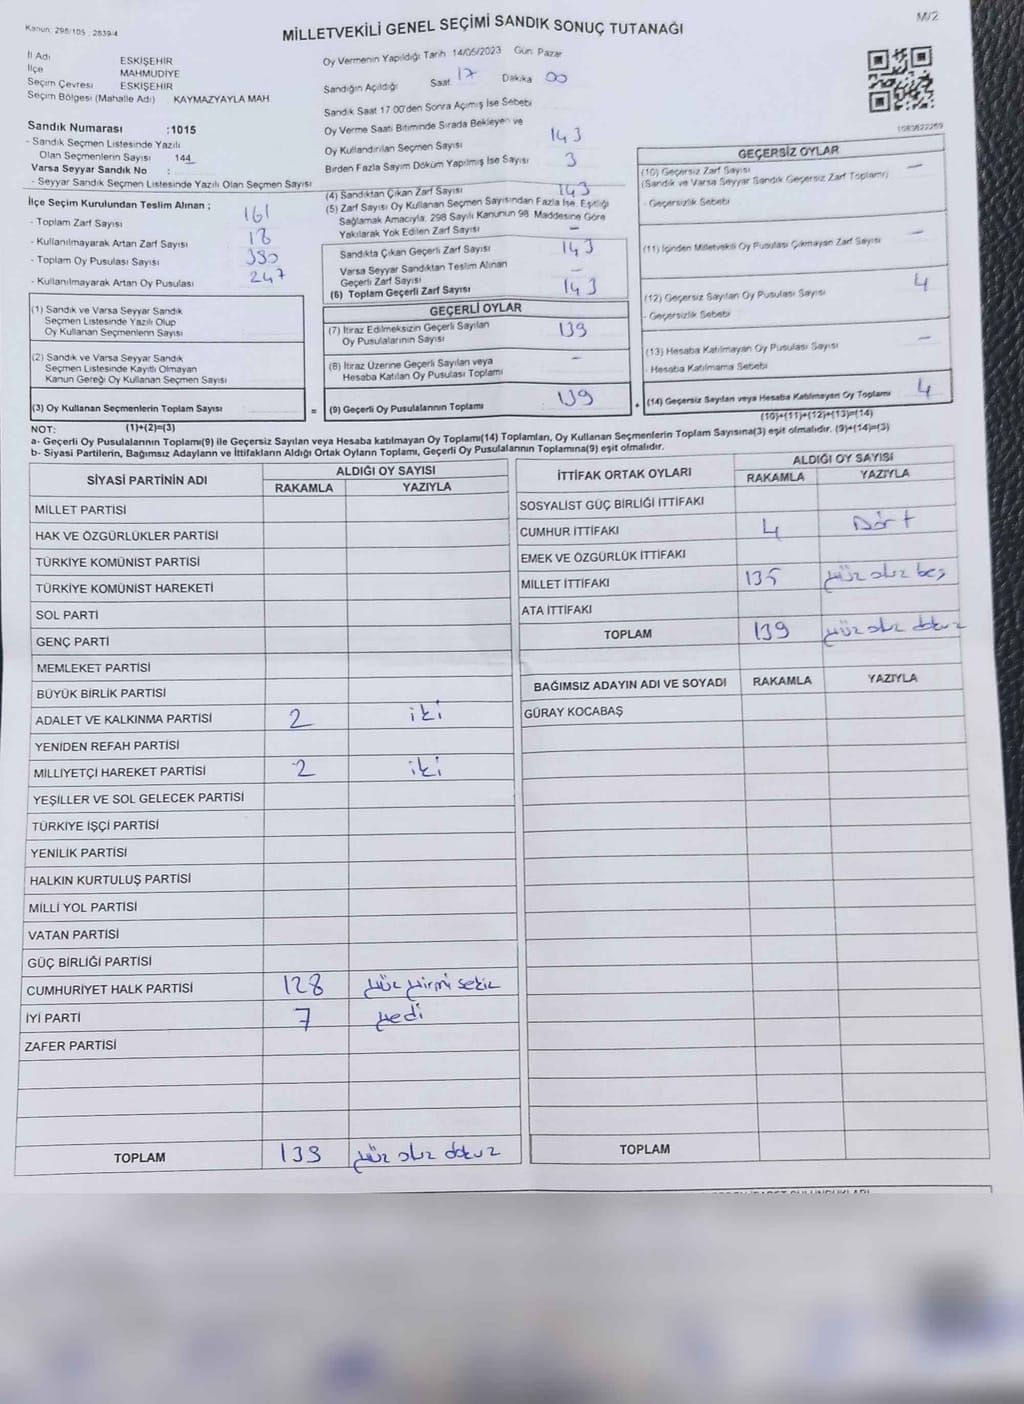 Kanun: 298/105 , 2839/4
MİLLETVEKİLİ GENEL SEÇİMİ SANDIK SONUÇ TUTANAĞI
M/2
İl Adı ESKİŞEHİR
İlçe MAHMUDİYE
Seçim Çevresi ESKİŞEHİR
Seçim Bölgesi (Mahalle Adı) KAYMAZYAYLA MAH
Sandık Numarası :1015
- Sandık Seçmen Listesinde Yazılı
Olan Seçmenlerin Sayısı 144
Varsa Seyyar Sandık No :
- Seyyar Sandık Seçmen Listesinde Yazılı Olan Seçmen Sayısı
İlçe Seçim Kurulundan Teslim Alınan ;
- Toplam Zarf Sayısı 161
- Kullanılmayarak Artan Zarf Sayısı 18
- Toplam Oy Pusulası Sayısı 390
- Kullanılmayarak Artan Oy Pusulası 247
Oy Vermenin Yapıldığı Tarih 14/05/2023 Gün: Pazar
Sandığın Açıldığı Saat 17 Dakika 00
Sandık Saat 17:00'den Sonra Açımış İse Sebebi
Oy Verme Saati Bitiminde Sırada Bekleyen ve
Oy Kullandırılan Seçmen Sayısı 143
Birden Fazla Sayım Döküm Yapılmış İse Sayısı 3
(4) Sandıktan Çıkan Zarf Sayısı 143
(5) Zarf Sayısı Oy Kullanan Seçmen Sayısından Fazla İse, Eşitliği
Sağlamak Amacıyla, 298 Sayılı Kanunun 98. Maddesine Göre
Yakılarak Yok Edilen Zarf Sayısı –
Sandıkta Çıkan Geçerli Zarf Sayısı 143
Varsa Seyyar Sandıktan Teslim Alınan
Geçerli Zarf Sayısı –
(6) Toplam Geçerli Zarf Sayısı 143
1083622269
GEÇERSİZ OYLAR
(10) Geçersiz Zarf Sayısı –
(Sandık ve Varsa Seyyar Sandık Geçersiz Zarf Toplamı)
- Geçersizlik Sebebi
(11) İçinden Milletvekili Oy Pusulası Çıkmayan Zarf Sayısı –
(12) Geçersiz Sayılan Oy Pusulası Sayısı 4
- Geçersizlik Sebebi
(13) Hesaba Katılmayan Oy Pusulası Sayısı –
- Hesaba Katılmama Sebebi
(14) Geçersiz Sayılan veya Hesaba Katılmayan Oy Toplamı 4
(10)+(11)+(12)+(13)=(14)
(1) Sandık ve Varsa Seyyar Sandık
Seçmen Listesinde Yazılı Olup
Oy Kullanan Seçmenlerin Sayısı
(2) Sandık ve Varsa Seyyar Sandık
Seçmen Listesinde Kayıtlı Olmayan
Kanun Gereği Oy Kullanan Seçmen Sayısı
(3) Oy Kullanan Seçmenlerin Toplam Sayısı =
GEÇERLİ OYLAR
(7) İtiraz Edilmeksizin Geçerli Sayılan
Oy Pusulalarının Sayısı 139
(8) İtiraz Üzerine Geçerli Sayılan veya
Hesaba Katılan Oy Pusulası Toplamı –
(9) Geçerli Oy Pusulalarının Toplamı 139 +
NOT: (1)+(2)=(3)
a- Geçerli Oy Pusulalarının Toplamı(9) ile Geçersiz Sayılan veya Hesaba katılmayan Oy Toplamı(14) Toplamları, Oy Kullanan Seçmenlerin Toplam Sayısına(3) eşit olmalıdır. (9)+(14)=(3)
b- Siyasi Partilerin, Bağımsız Adayların ve İttifakların Aldığı Ortak Oyların Toplamı, Geçerli Oy Pusulalarının Toplamına(9) eşit olmalıdır.
SİYASİ PARTİNİN ADI ALDIĞI OY SAYISI
RAKAMLA YAZIYLA
MİLLET PARTİSİ
HAK VE ÖZGÜRLÜKLER PARTİSİ
TÜRKİYE KOMÜNİST PARTİSİ
TÜRKİYE KOMÜNİST HAREKETİ
SOL PARTİ
GENÇ PARTİ
MEMLEKET PARTİSİ
BÜYÜK BİRLİK PARTİSİ
ADALET VE KALKINMA PARTİSİ 2 iki
YENİDEN REFAH PARTİSİ
MİLLİYETÇİ HAREKET PARTİSİ 2 iki
YEŞİLLER VE SOL GELECEK PARTİSİ
TÜRKİYE İŞÇİ PARTİSİ
YENİLİK PARTİSİ
HALKIN KURTULUŞ PARTİSİ
MİLLİ YOL PARTİSİ
VATAN PARTİSİ
GÜÇ BİRLİĞİ PARTİSİ
CUMHURİYET HALK PARTİSİ 128 yüz yirmi sekiz
İYİ PARTİ 7 yedi
ZAFER PARTİSİ
TOPLAM 139 yüz otuz dokuz
İTTİFAK ORTAK OYLARI ALDIĞI OY SAYISI
RAKAMLA YAZIYLA
SOSYALİST GÜÇ BİRLİĞİ İTTİFAKI
CUMHUR İTTİFAKI 4 Dört
EMEK VE ÖZGÜRLÜK İTTİFAKI
MİLLET İTTİFAKI 135 yüz otuz beş
ATA İTTİFAKI
TOPLAM 139 yüz otuz dokuz
BAĞIMSIZ ADAYIN ADI VE SOYADI RAKAMLA YAZIYLA
GÜRAY KOCABAŞ
TOPLAM